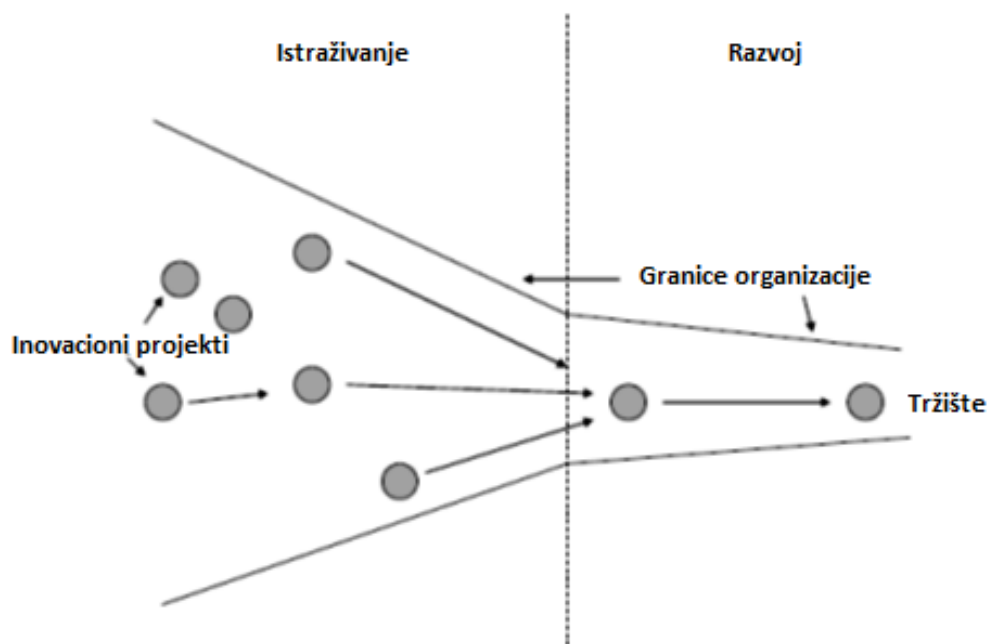 Istraživanje
Razvoj
Granice organizacije
Inovacioni projekti
Tržište